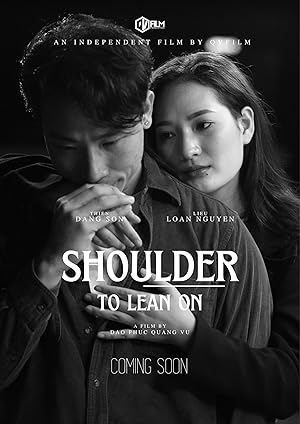 QVFILM
AN INDEPENDENT FILM BY QVFILM
THIEN
DANG SON
LIEU
LOAN NGUYEN
SHOULDER
TO LEAN ON
A FILM BY
DAO PHUC QUANG VU
COMING SOON